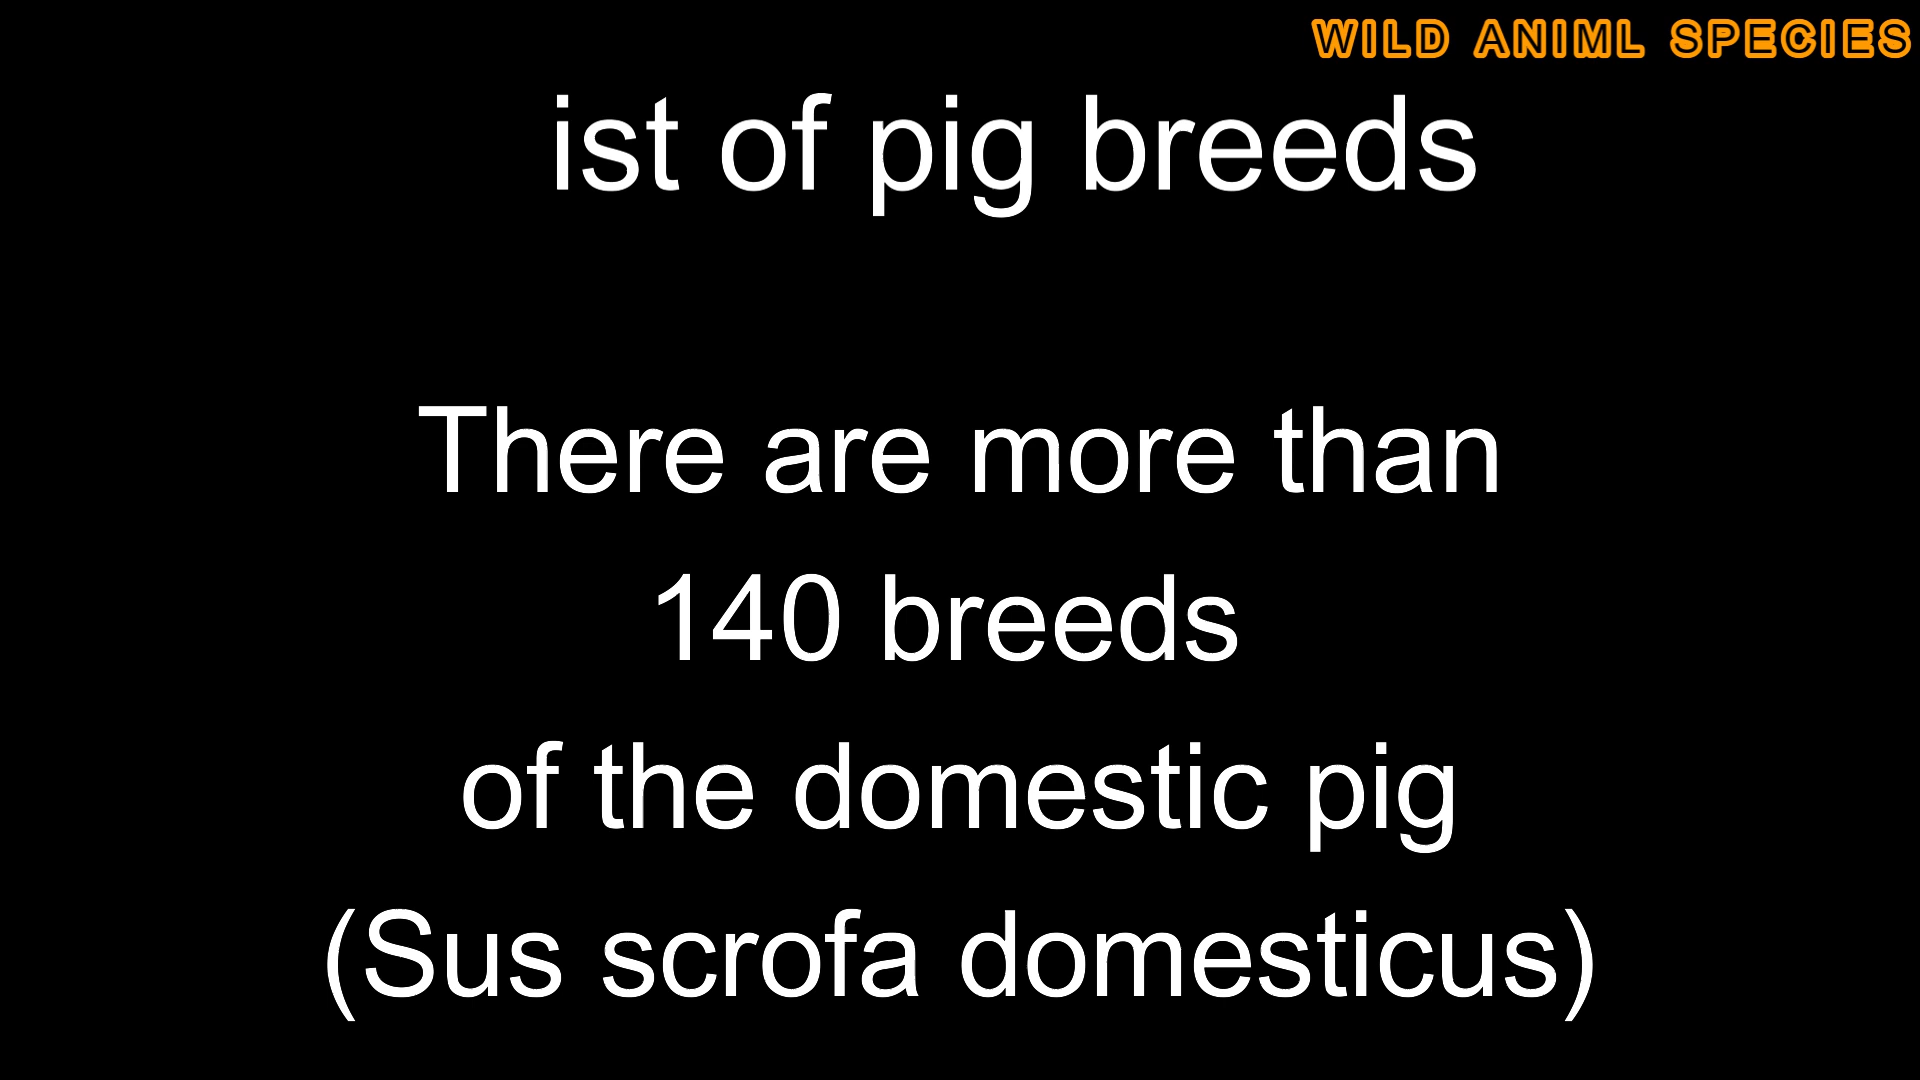 WILD ANIML SPECIES
ist of pig breeds
There are more than
140 breeds
of the domestic pig
(Sus scrofa domesticus)